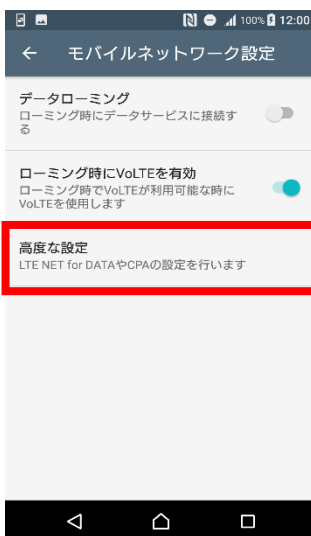 100% 12:00
モバイルネットワーク設定
データローミング
ローミング時にデータサービスに接続す
る
ローミング時にVoLTEを有効
ローミング時でVoLTEが利用可能な時に
VoLTEを使用します
高度な設定
LTE NET for DATAやCPAの設定を行います